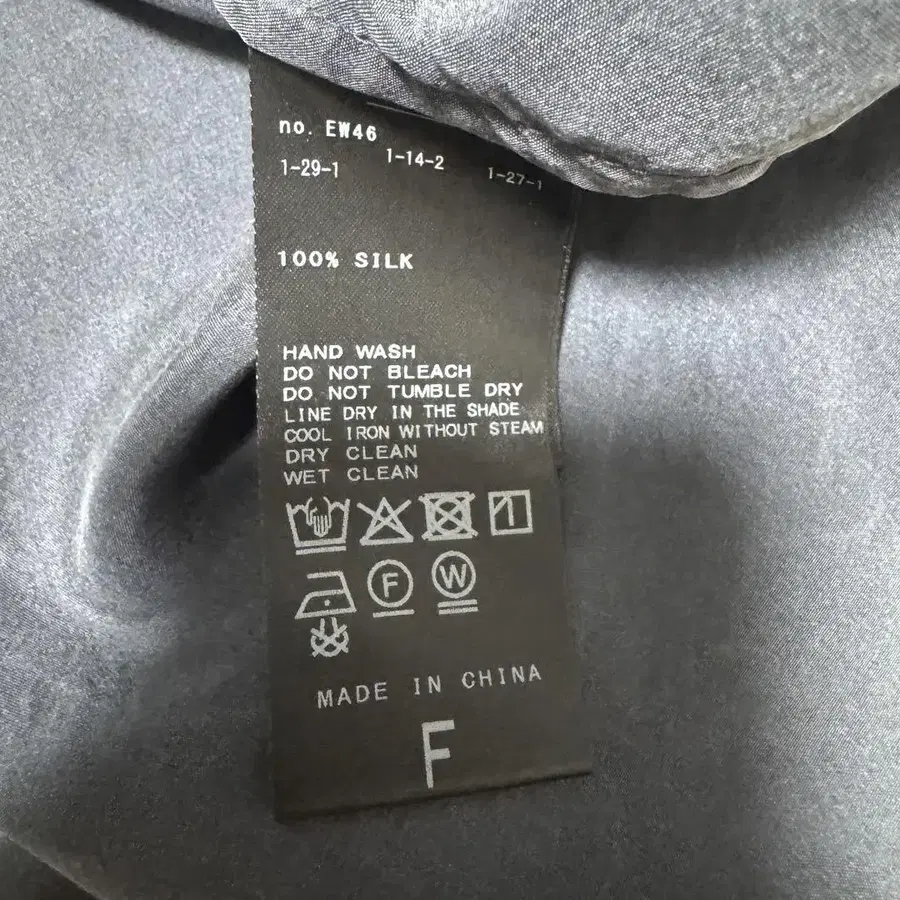 no. EW46
1-29-1 1-14-2 1-27-1
100% SILK
HAND WASH
DO NOT BLEACH
DO NOT TUMBLE DRY
LINE DRY IN THE SHADE
COOL IRON WITHOUT STEAM
DRY CLEAN
WET CLEAN
F W
MADE IN CHINA
F